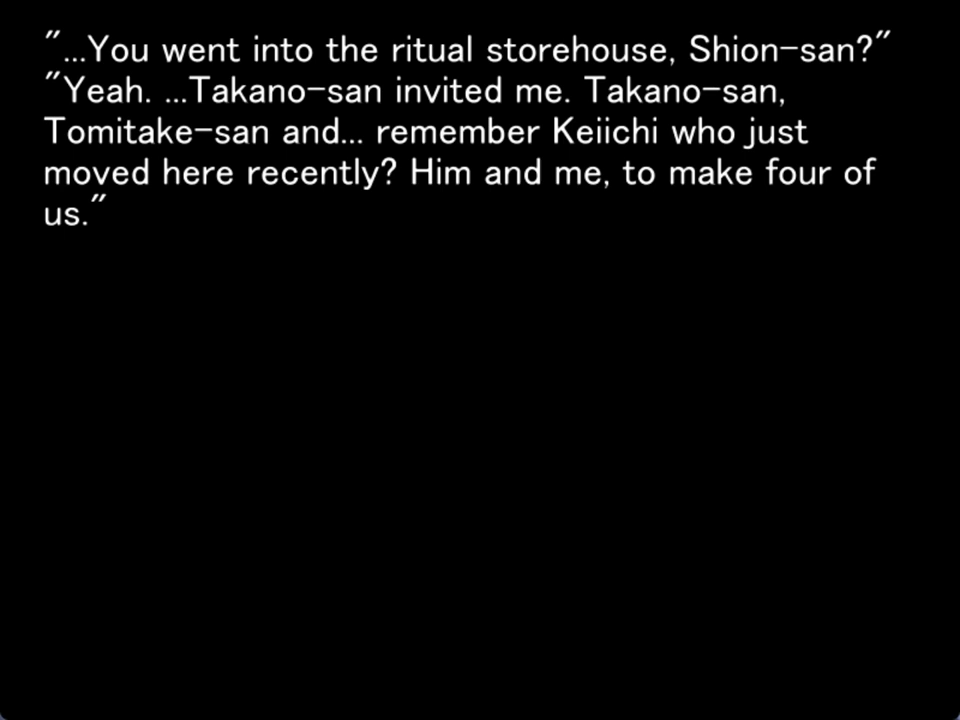 "...You went into the ritual storehouse, Shion-san?"
"Yeah. ...Takano-san invited me. Takano-san,
Tomitake-san and... remember Keiichi who just
moved here recently? Him and me, to make four of
us."